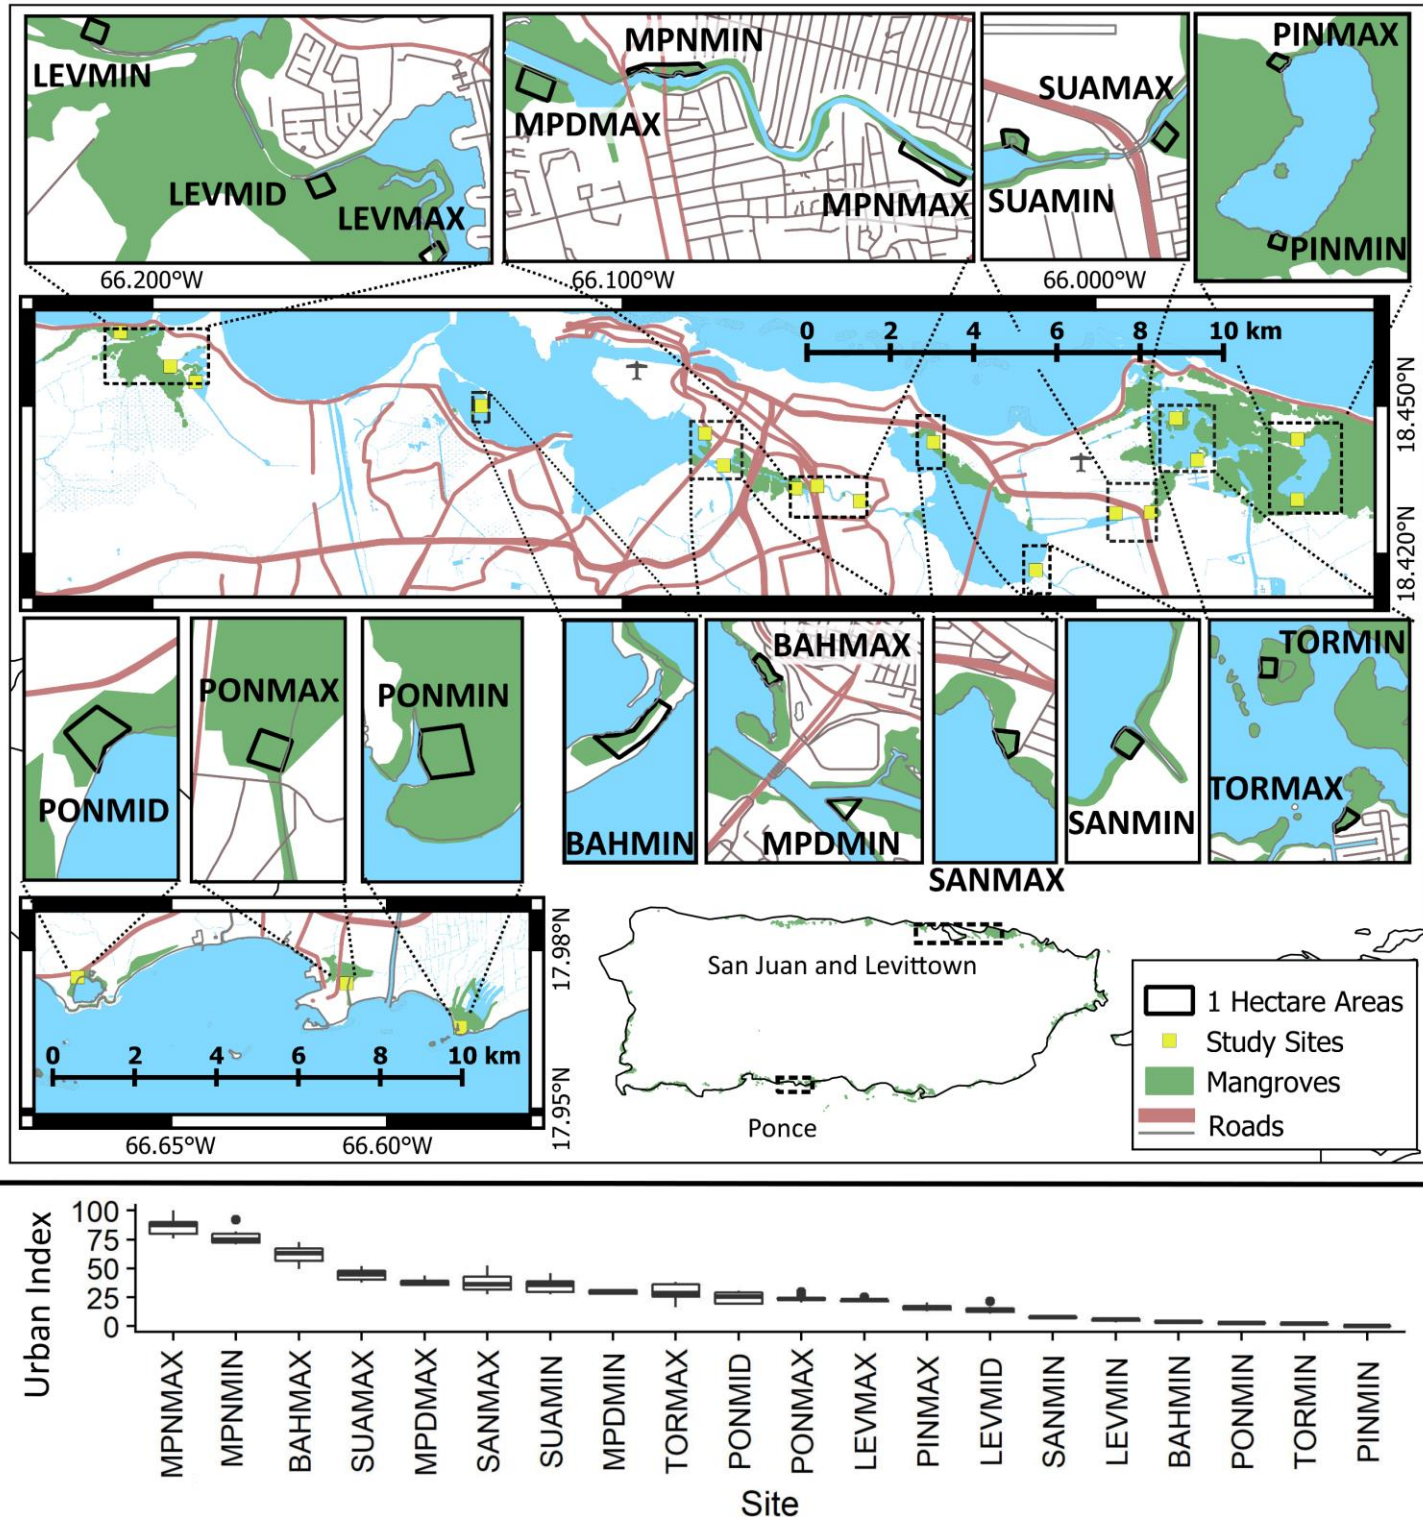 LEVMIN
LEVMID
LEVMAX
MPNMIN
MPDMAX
MPNMAX
SUAMAX
SUAMIN
PINMAX
PINMIN
66.200°W
66.100°W
66.000°W
0 2 4 6 8 10 km
18.450°N
18.420°N
PONMID
PONMAX
PONMIN
BAHMIN
BAHMAX
MPDMIN
SANMAX
SANMIN
TORMIN
TORMAX
17.98°N
17.95°N
0 2 4 6 8 10 km
66.65°W
66.60°W
San Juan and Levittown
Ponce
1 Hectare Areas
Study Sites
Mangroves
Roads
Urban Index
100
75
50
25
0
MPNMAX
MPNMIN
BAHMAX
SUAMAX
MPDMAX
SANMAX
SUAMIN
MPDMIN
TORMAX
PONMID
PONMAX
LEVMAX
PINMAX
LEVMID
SANMIN
LEVMIN
BAHMIN
PONMIN
TORMIN
PINMIN
Site